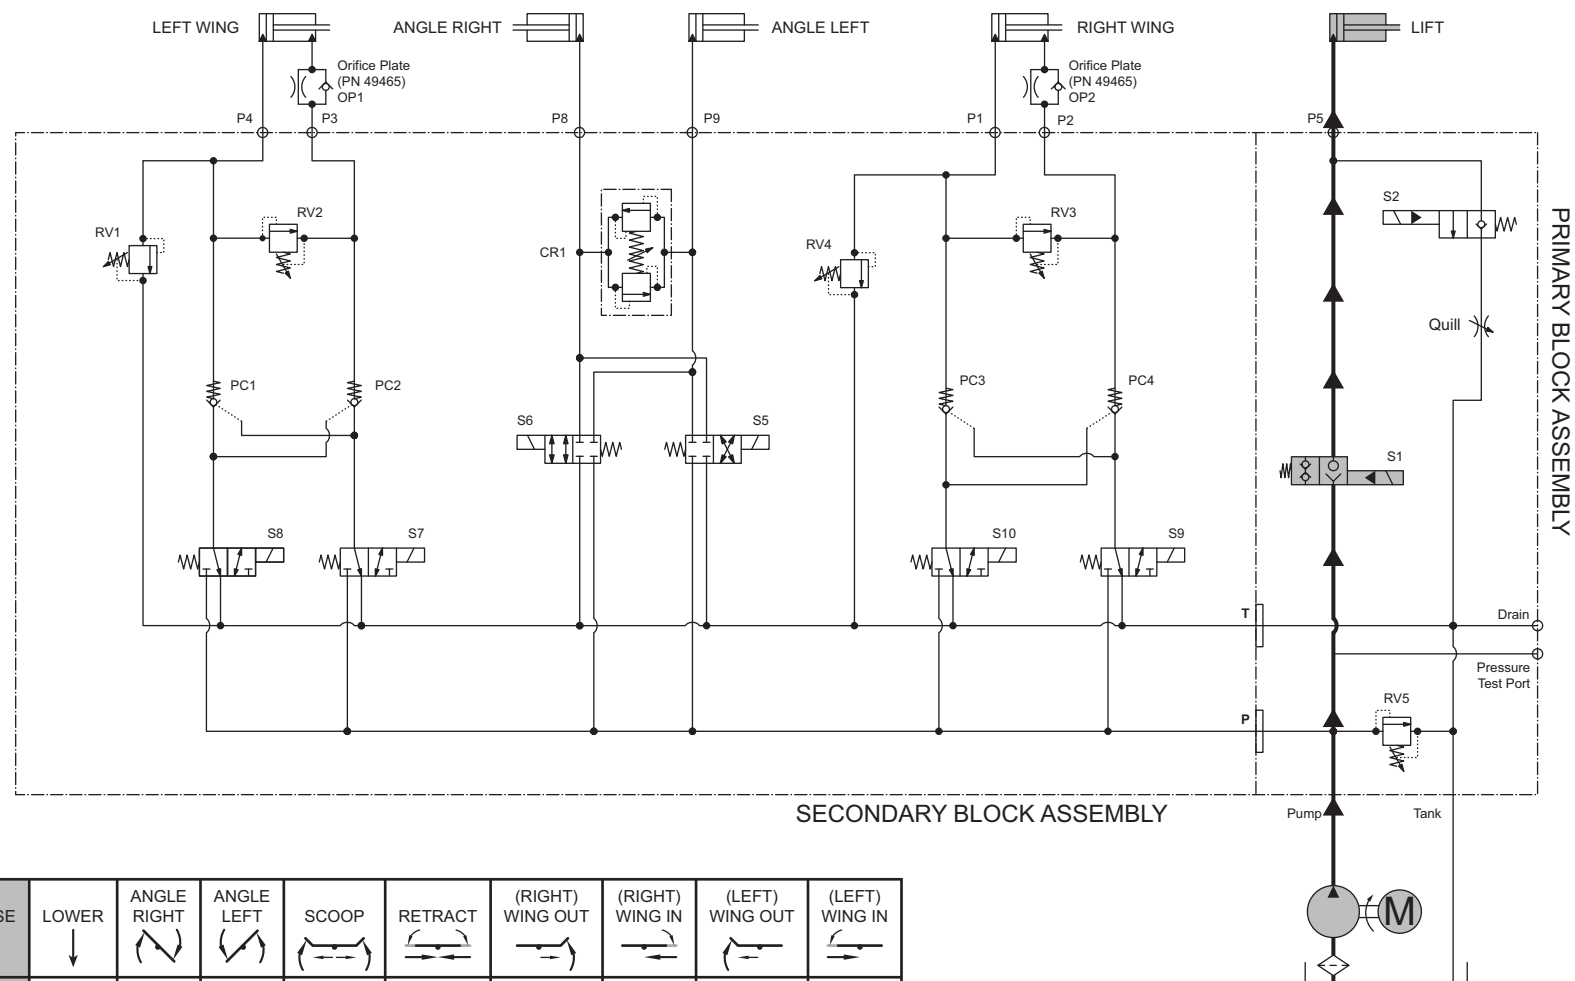 LEFT WING
ANGLE RIGHT
ANGLE LEFT
RIGHT WING
LIFT
Orifice Plate
(PN 49465)
OP1
Orifice Plate
(PN 49465)
OP2
P4
P3
P8
P9
P1
P2
P5
S2
RV1
RV2
CR1
RV4
RV3
Quill
PRIMARY BLOCK ASSEMBLY
PC1
PC2
PC3
PC4
S6
S5
S1
S8
S7
S10
S9
T
Drain
Pressure
Test Port
RV5
P
SECONDARY BLOCK ASSEMBLY
Pump
Tank
M
SE
LOWER
ANGLE
RIGHT
ANGLE
LEFT
SCOOP
RETRACT
(RIGHT)
WING OUT
(RIGHT)
WING IN
(LEFT)
WING OUT
(LEFT)
WING IN